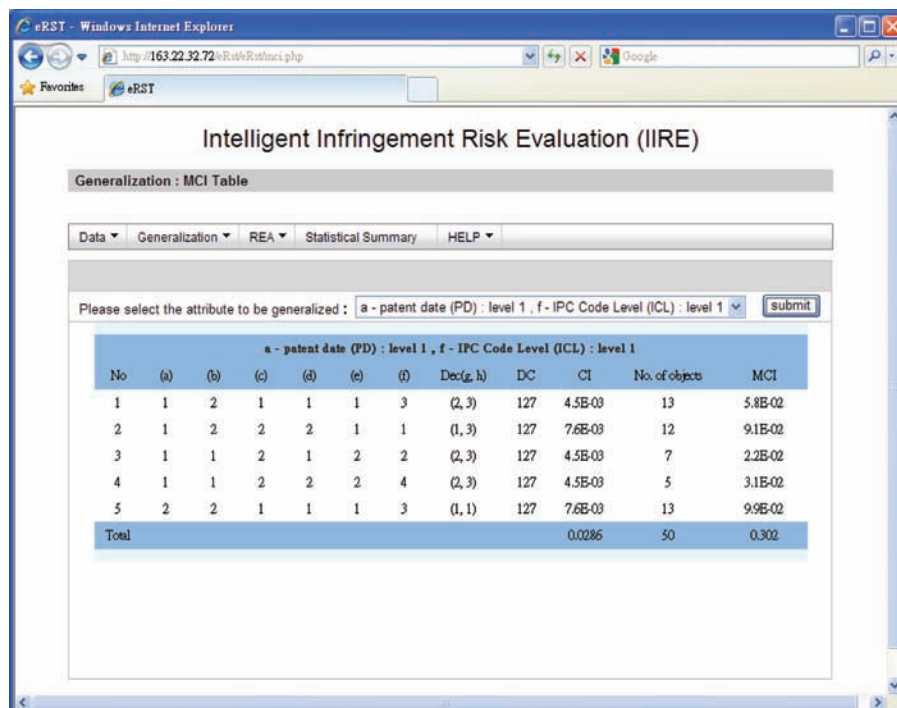 eRST - Windows Internet Explorer
http://163.22.32.72/eRst/eRst/mci.php Google
Favorites eRST
Intelligent Infringement Risk Evaluation (IIRE)
Generalization : MCI Table
Data Generalization REA Statistical Summary HELP
Please select the attribute to be generalized : a - patent date (PD) : level 1 , f - IPC Code Level (ICL) : level 1 submit
a - patent date (PD) : level 1 , f - IPC Code Level (ICL) : level 1
No (a) (b) (c) (d) (e) (f) Dec(g, h) DC CI No. of objects MCI
1 1 2 1 1 1 3 (2, 3) 127 4.5E-03 13 5.8E-02
2 1 2 2 2 1 1 (1, 3) 127 7.6E-03 12 9.1E-02
3 1 1 2 1 2 2 (2, 3) 127 4.5E-03 7 2.2E-02
4 1 1 2 2 2 4 (2, 3) 127 4.5E-03 5 3.1E-02
5 2 2 1 1 1 3 (1, 1) 127 7.6E-03 13 9.9E-02
Total 0.0286 50 0.302